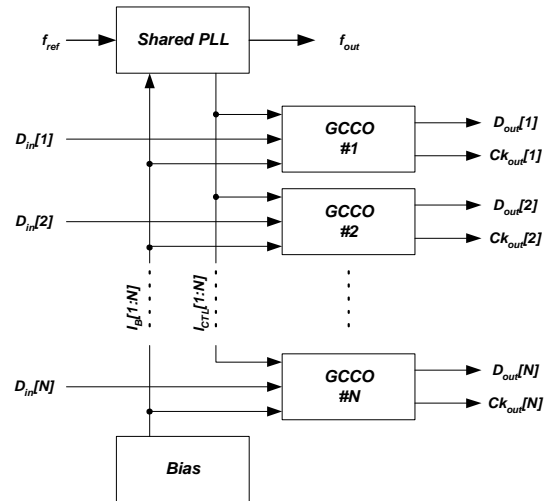 f_ref
Shared PLL
f_out
D_in[1]
GCCO
#1
D_out[1]
Ck_out[1]
D_in[2]
GCCO
#2
D_out[2]
Ck_out[2]
I_B[1:N]
I_CTL[1:N]
D_in[N]
GCCO
#N
D_out[N]
Ck_out[N]
Bias